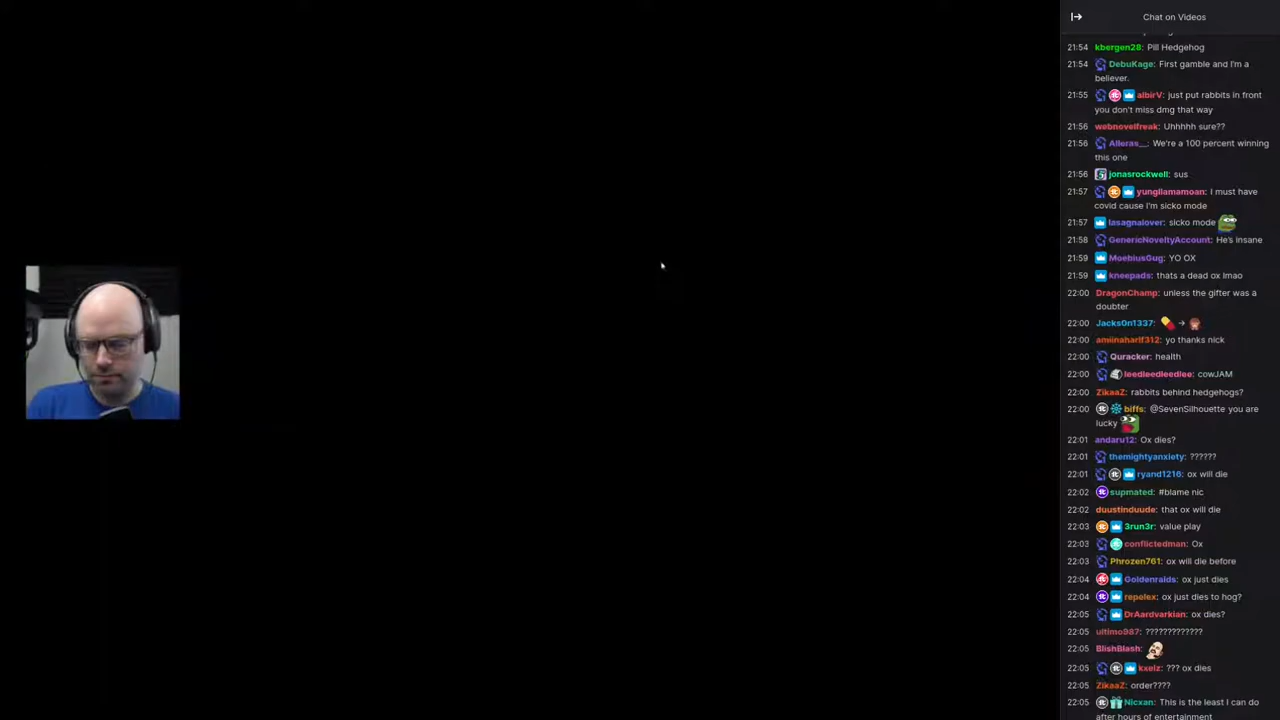 Chat on Videos
21:54 kbergen28: Pill Hedgehog
21:54 DebuKage: First gamble and I'm a
believer.
21:55 albirV: just put rabbits in front
you don't miss dmg that way
21:56 webnovelfreak: Uhhhhh sure??
21:56 Alleras__: We're a 100 percent winning
this one
21:56 jonasrockwell: sus
21:57 yungllamamoan: I must have
covid cause I'm sicko mode
21:57 lasagnalover: sicko mode
21:58 GenericNoveltyAccount: He's insane
21:59 MoebiusGug: YO OX
21:59 kneepads: thats a dead ox lmao
22:00 DragonChamp: unless the gifter was a
doubter
22:00 Jacks0n1337:
22:00 amiinaharlf312: yo thanks nick
22:00 Quracker: health
22:00 leedleedleedlee: cowJAM
22:00 ZikaaZ: rabbits behind hedgehogs?
22:00 biffs: @SevenSilhouette you are
lucky
22:01 andaru12: Ox dies?
22:01 themightyanxiety: ??????
22:01 ryand1216: ox will die
22:02 supmated: #blame nic
22:02 duustinduude: that ox will die
22:03 3run3r: value play
22:03 conflictedman: Ox
22:03 Phrozen761: ox will die before
22:04 Goldenraids: ox just dies
22:04 repolex: ox just dies to hog?
22:05 DrAardvarkian: ox dies?
22:05 ultimo987: ?????????????
22:05 BlishBlash:
22:05 kxelz: ??? ox dies
22:05 ZikaaZ: order????
22:05 Nicxan: This is the least I can do
after hours of entertainment